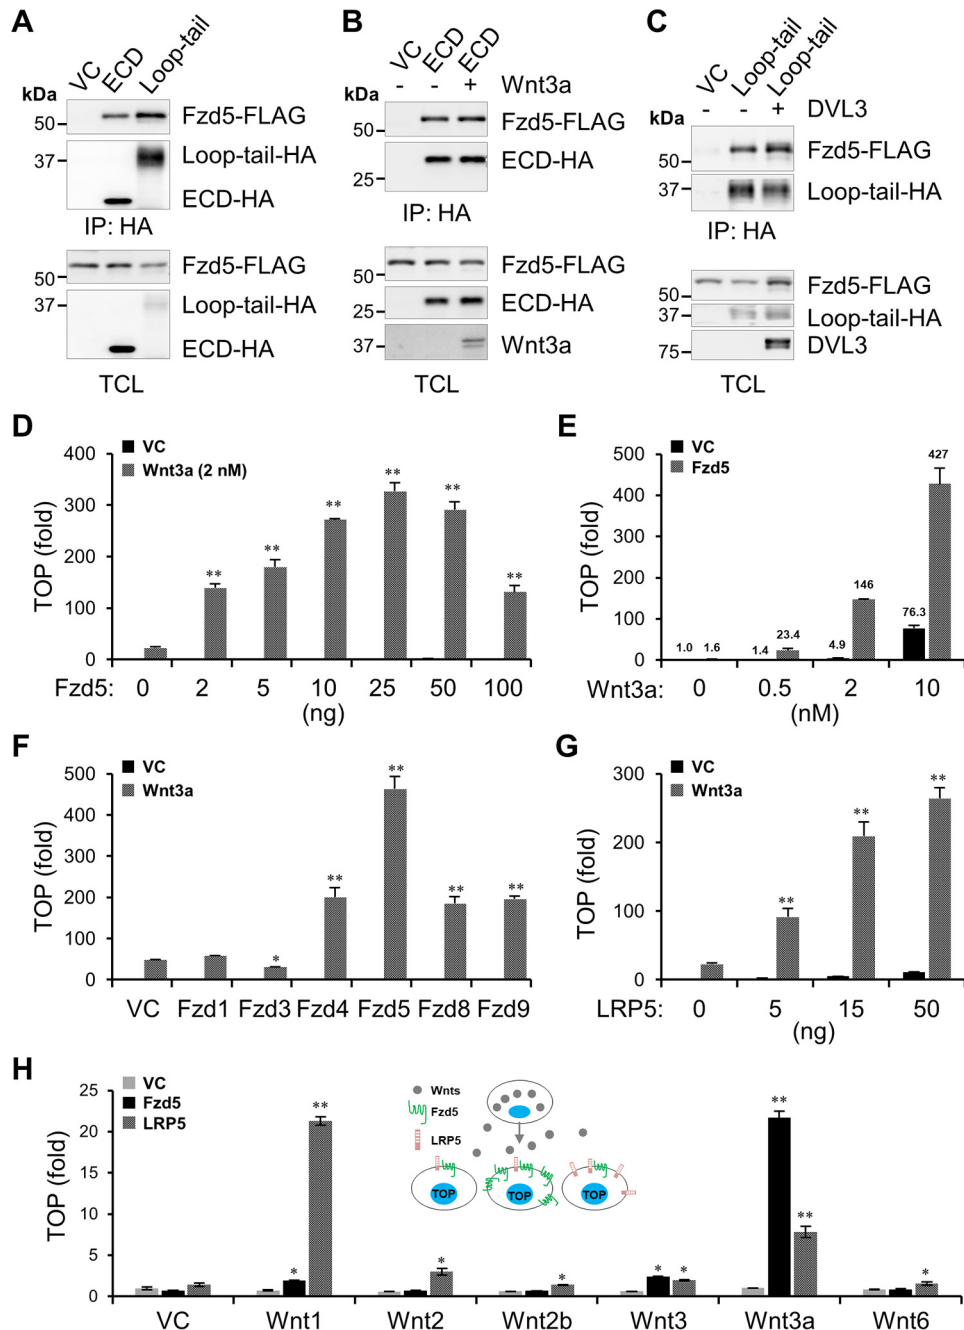 A
VC
ECD
Loop-tail
kDa
50
Fzd5-FLAG
37
Loop-tail-HA
ECD-HA
IP: HA
50
Fzd5-FLAG
37
Loop-tail-HA
ECD-HA
TCL
B
VC
ECD
ECD
- - + Wnt3a
kDa
50
Fzd5-FLAG
ECD-HA
25
IP: HA
50
Fzd5-FLAG
25
ECD-HA
37
Wnt3a
TCL
C
VC
Loop-tail
Loop-tail
- - + DVL3
kDa
50
Fzd5-FLAG
37
Loop-tail-HA
IP: HA
50
Fzd5-FLAG
37
Loop-tail-HA
75
DVL3
TCL
D
VC
Wnt3a (2 nM)
TOP (fold)
400
300
200
100
0
** ** ** ** ** **
Fzd5: 0 2 5 10 25 50 100
(ng)
E
VC
Fzd5
TOP (fold)
500
400
300
200
100
0
1.0 1.6 1.4 23.4 4.9 146 76.3 427
Wnt3a: 0 0.5 2 10
(nM)
F
VC
Wnt3a
TOP (fold)
500
400
300
200
100
0
* ** ** ** **
VC Fzd1 Fzd3 Fzd4 Fzd5 Fzd8 Fzd9
G
VC
Wnt3a
TOP (fold)
300
200
100
0
** ** **
LRP5: 0 5 15 50
(ng)
H
VC
Fzd5
LRP5
TOP (fold)
25
20
15
10
5
0
Wnts
Fzd5
LRP5
TOP TOP TOP
* ** * * * * ** ** *
VC Wnt1 Wnt2 Wnt2b Wnt3 Wnt3a Wnt6